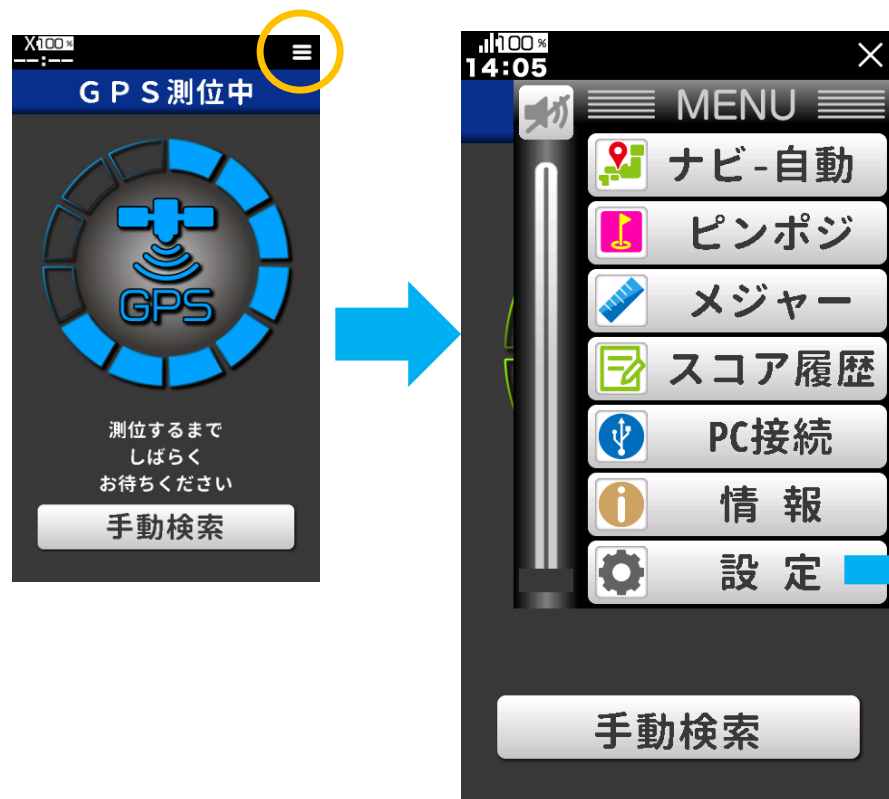 X100%
--:--
ＧＰＳ測位中
GPS
測位するまで
しばらく
お待ちください
手動検索
100%
14:05
MENU
ナビ-自動
ピンポジ
メジャー
スコア履歴
PC接続
情 報
設 定
手動検索